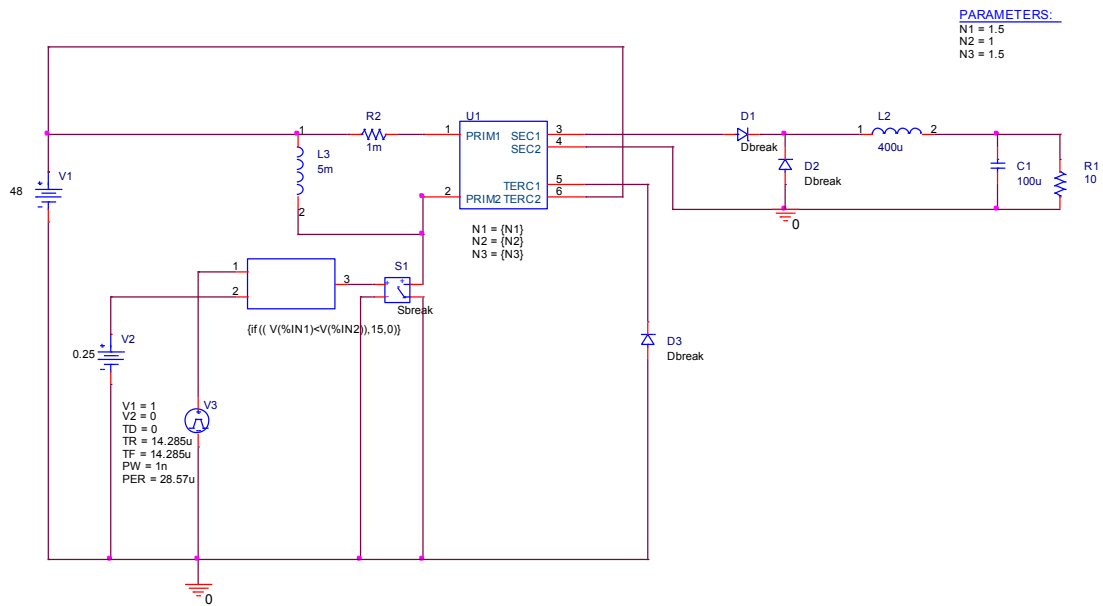 PARAMETERS:
N1 = 1.5
N2 = 1
N3 = 1.5
R2
1m
1
L3
5m
2
U1
1
PRIM1
SEC1
3
SEC2
4
TERC1
5
2
PRIM2
TERC2
6
N1 = {N1}
N2 = {N2}
N3 = {N3}
D1
Dbreak
D2
Dbreak
1
L2
2
400u
C1
100u
R1
10
0
V1
48
1
2
3
{if(( V(%IN1)<V(%IN2)),15,0)}
S1
Sbreak
V2
0.25
V3
V1 = 1
V2 = 0
TD = 0
TR = 14.285u
TF = 14.285u
PW = 1n
PER = 28.57u
D3
Dbreak
0